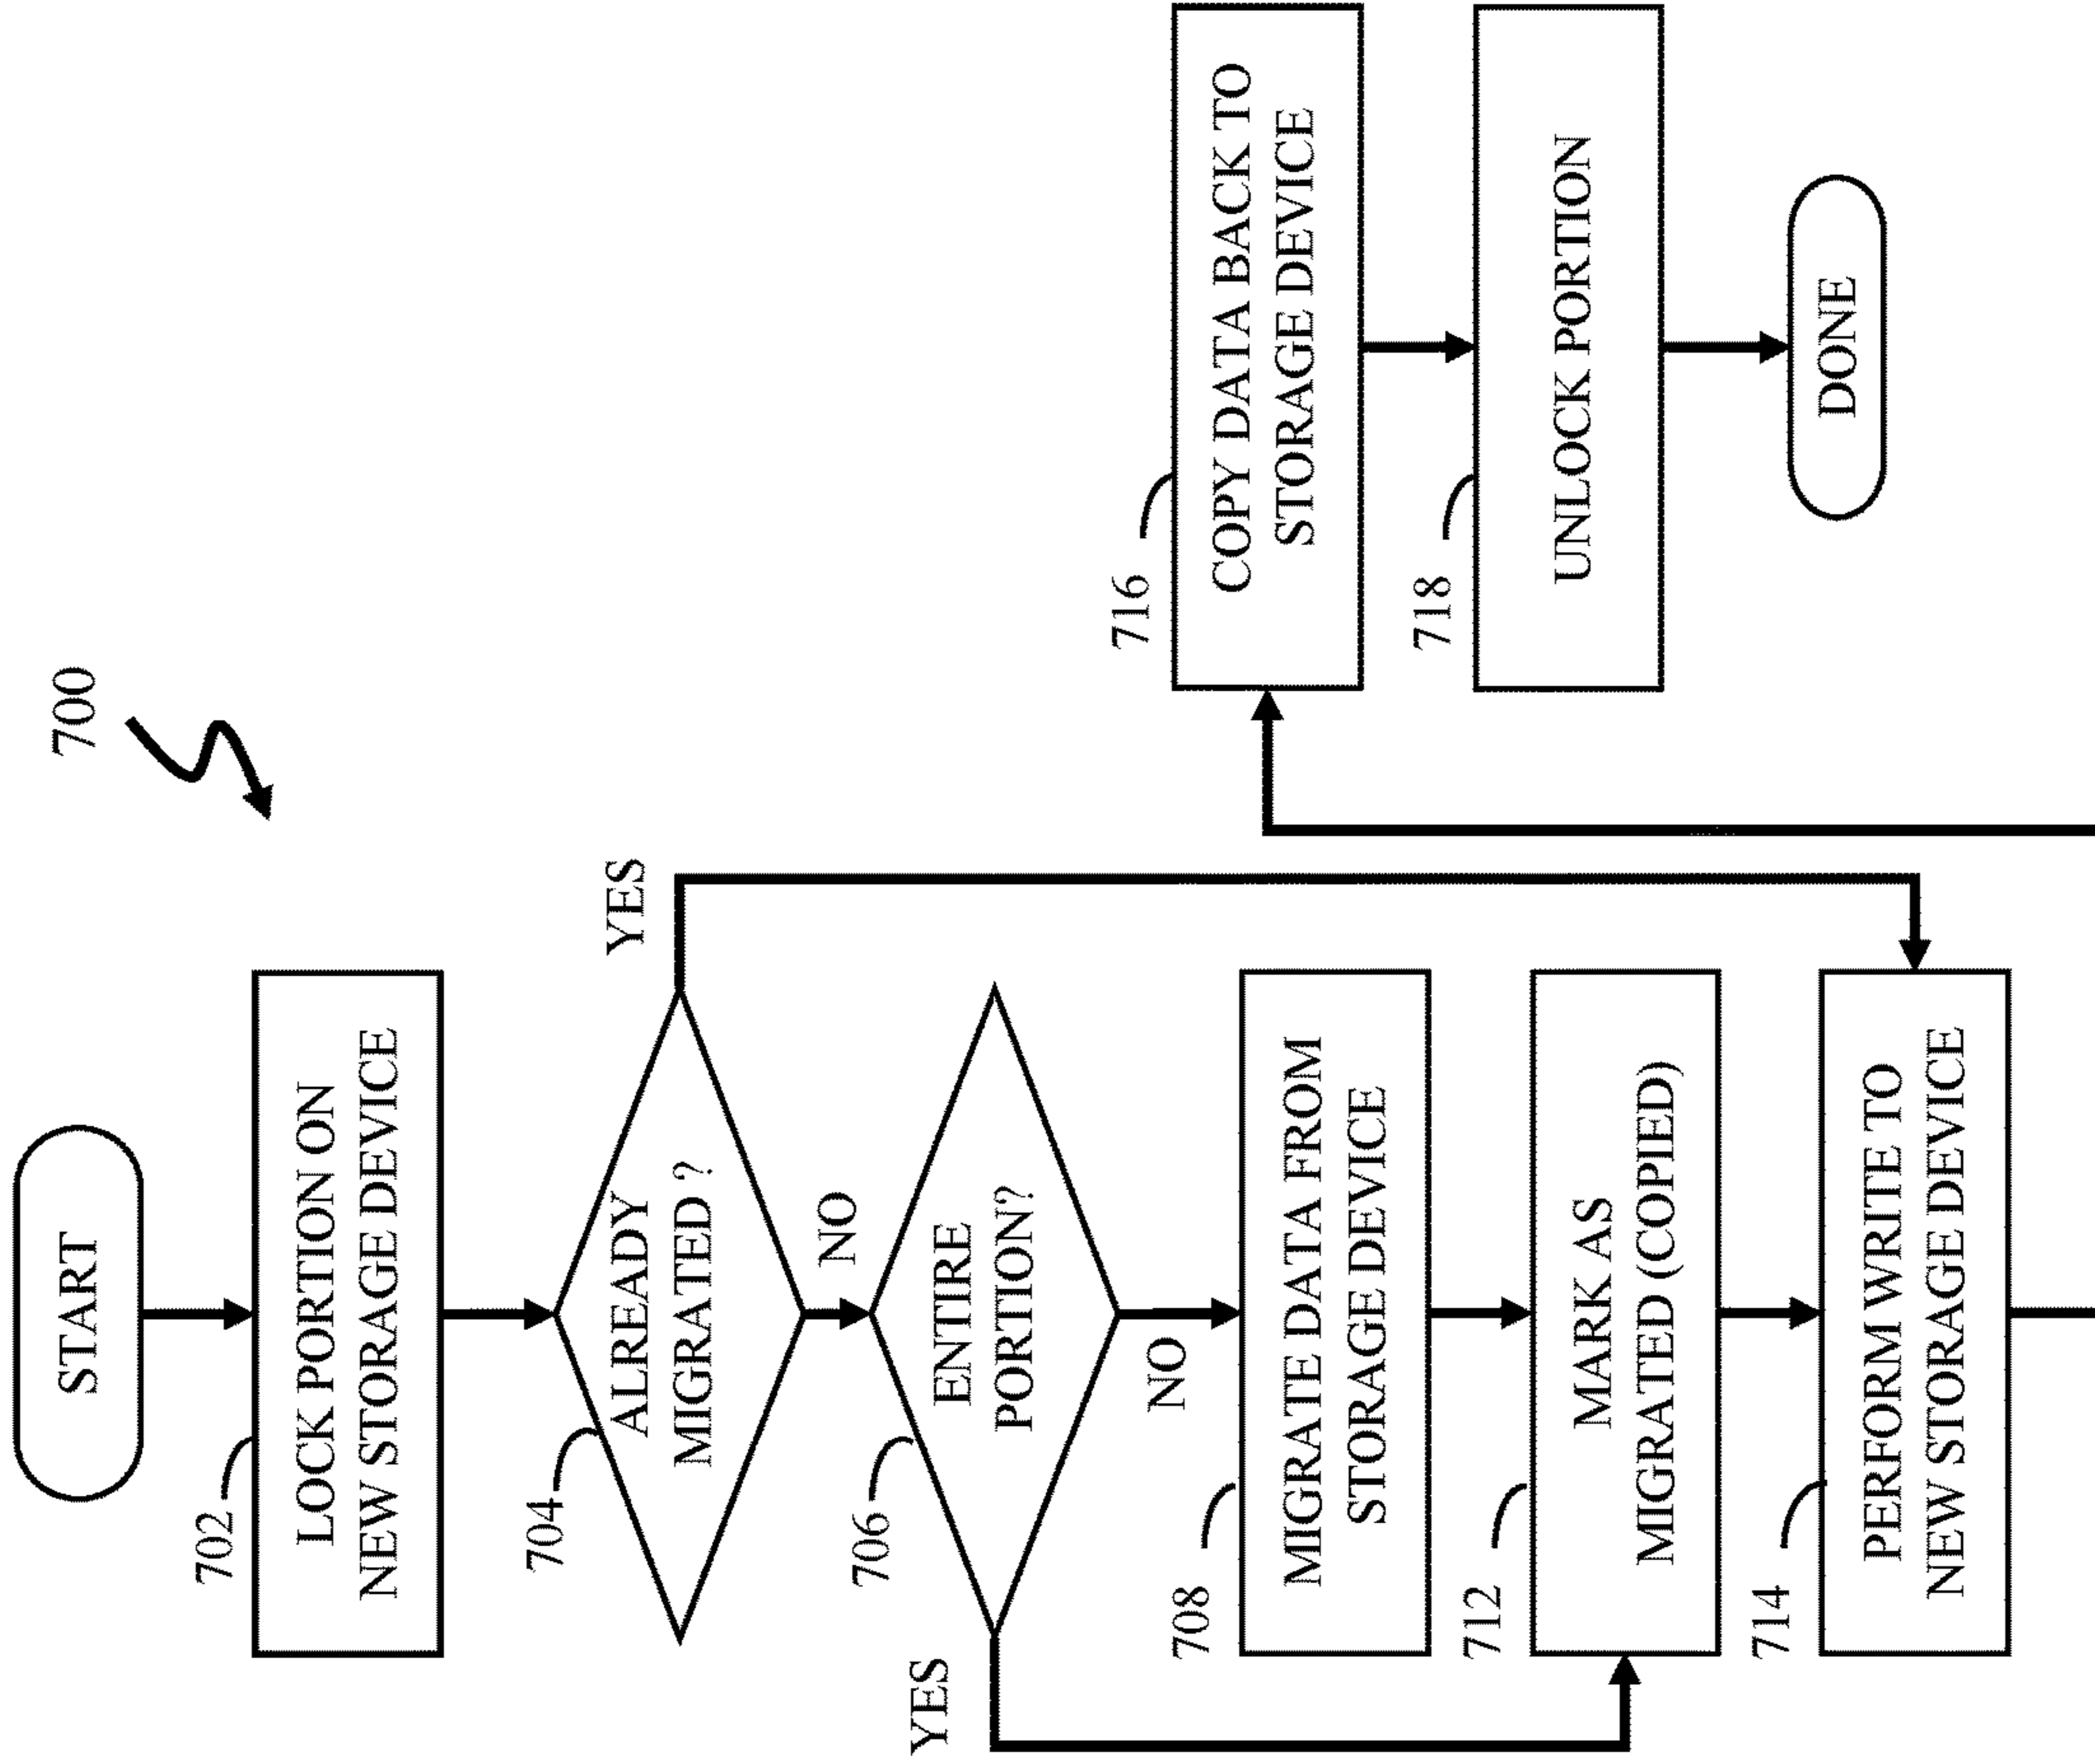 700
START
702
LOCK PORTION ON
NEW STORAGE DEVICE
704
ALREADY
MIGRATED ?
YES
NO
706
ENTIRE
PORTION?
YES
NO
708
MIGRATE DATA FROM
STORAGE DEVICE
712
MARK AS
MIGRATED (COPIED)
714
PERFORM WRITE TO
NEW STORAGE DEVICE
716
COPY DATA BACK TO
STORAGE DEVICE
718
UNLOCK PORTION
DONE